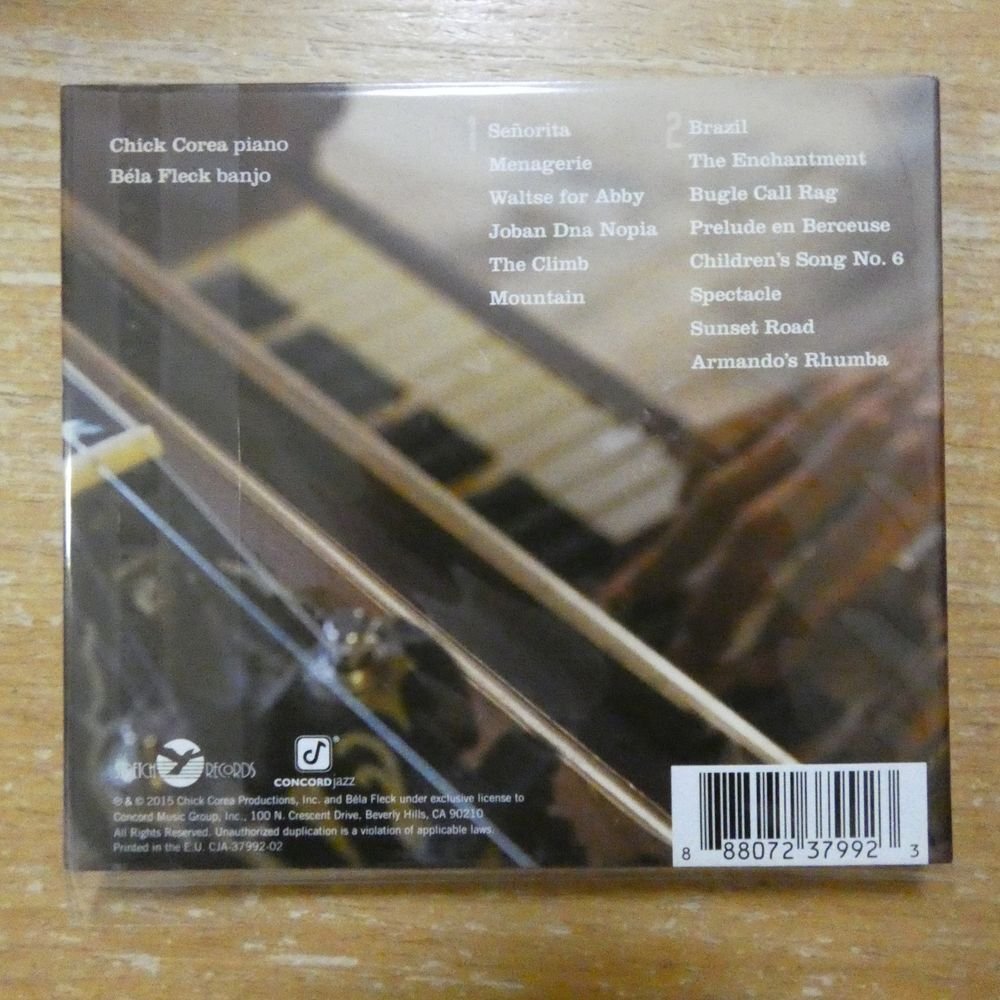 Chick Corea piano
Béla Fleck banjo
1
Señorita
Menagerie
Waltse for Abby
Joban Dna Nopia
The Climb
Mountain
2
Brazil
The Enchantment
Bugle Call Rag
Prelude en Berceuse
Children's Song No. 6
Spectacle
Sunset Road
Armando's Rhumba
STRETCH RECORDS
CONCORD jazz
℗ & © 2015 Chick Corea Productions, Inc. and Béla Fleck under exclusive license to
Concord Music Group, Inc., 100 N. Crescent Drive, Beverly Hills, CA 90210
All Rights Reserved. Unauthorized duplication is a violation of applicable laws.
Printed in the E.U. CJA-37992-02
8 88072 37992 3